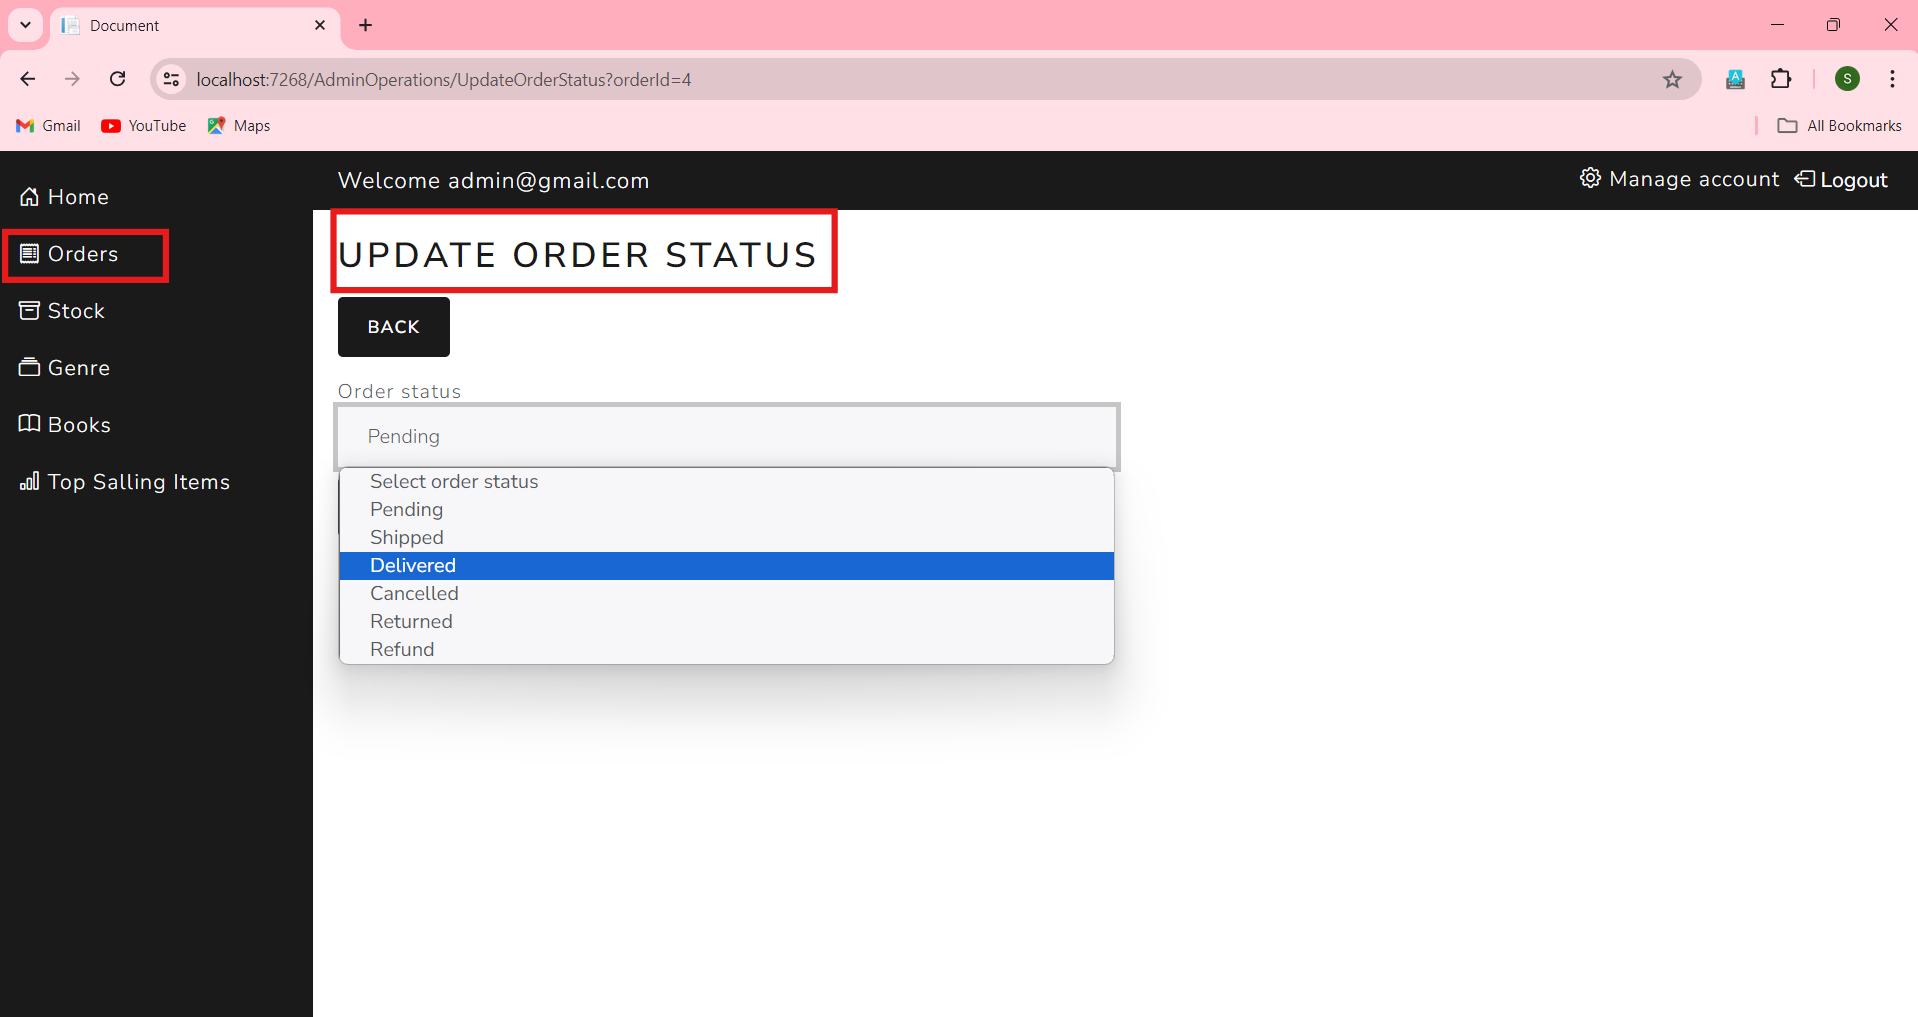 Document
localhost:7268/AdminOperations/UpdateOrderStatus?orderId=4
S
Gmail YouTube Maps All Bookmarks
Welcome admin@gmail.com Manage account Logout
Home
Orders
Stock
Genre
Books
Top Salling Items
UPDATE ORDER STATUS
BACK
Order status
Pending
Select order status
Pending
Shipped
Delivered
Cancelled
Returned
Refund